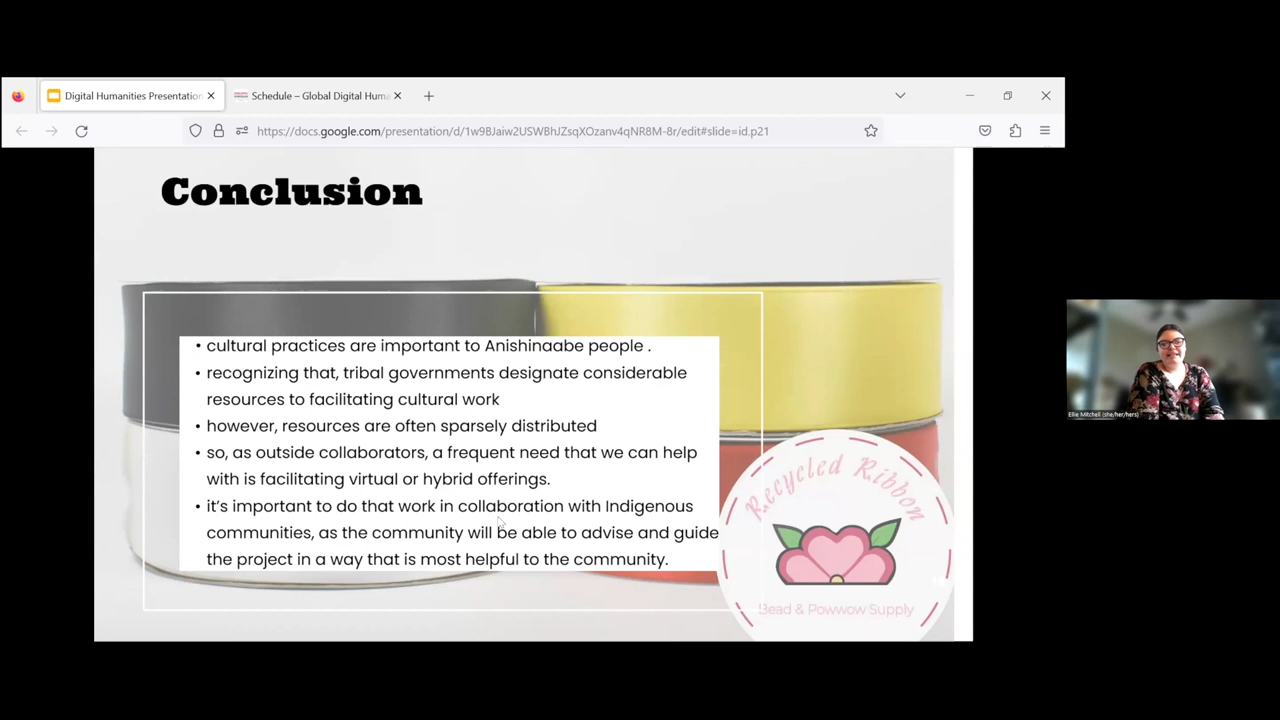 Digital Humanities Presentation
Schedule – Global Digital Huma
https://docs.google.com/presentation/d/1w9BJaiw2USWBhJZsqXOzanv4qNR8M-8r/edit#slide=id.p21
Conclusion
• cultural practices are important to Anishinaabe people .
• recognizing that, tribal governments designate considerable
resources to facilitating cultural work
• however, resources are often sparsely distributed
• so, as outside collaborators, a frequent need that we can help
with is facilitating virtual or hybrid offerings.
• it’s important to do that work in collaboration with Indigenous
communities, as the community will be able to advise and guide
the project in a way that is most helpful to the community.
Recycled Ribbon
Bead & Powwow Supply
Ellie Mitchell (she/her/hers)